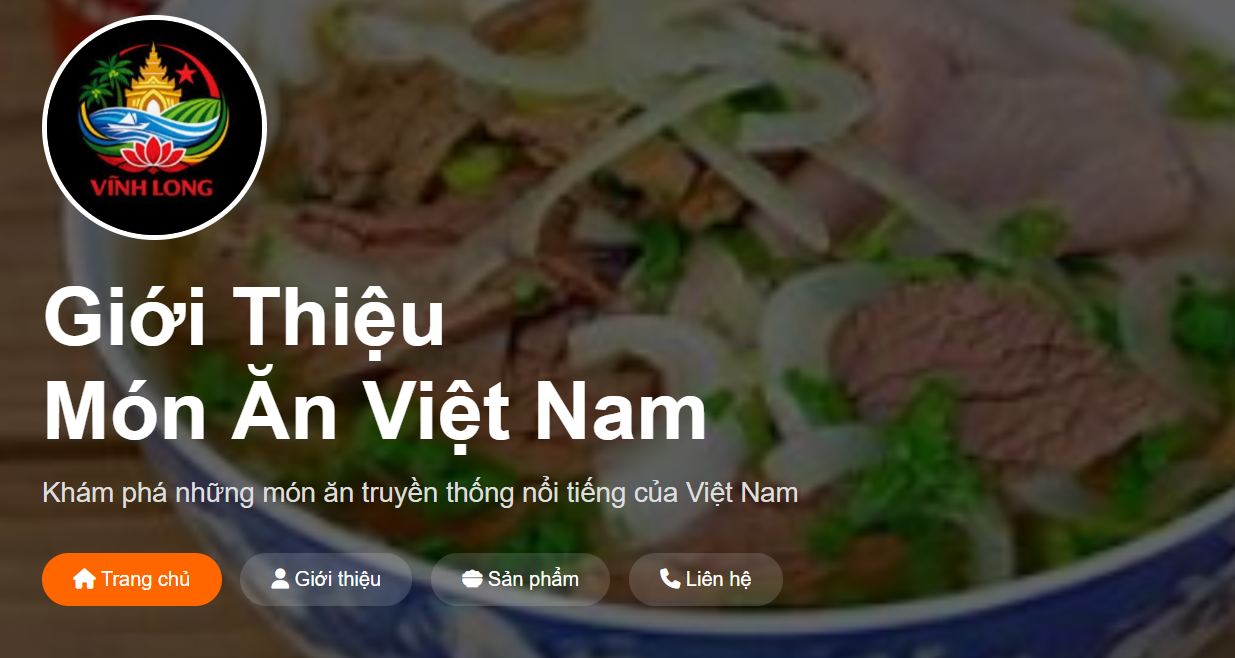 VĨNH LONG
Giới Thiệu
Món Ăn Việt Nam
Khám phá những món ăn truyền thống nổi tiếng của Việt Nam
Trang chủ Giới thiệu Sản phẩm Liên hệ